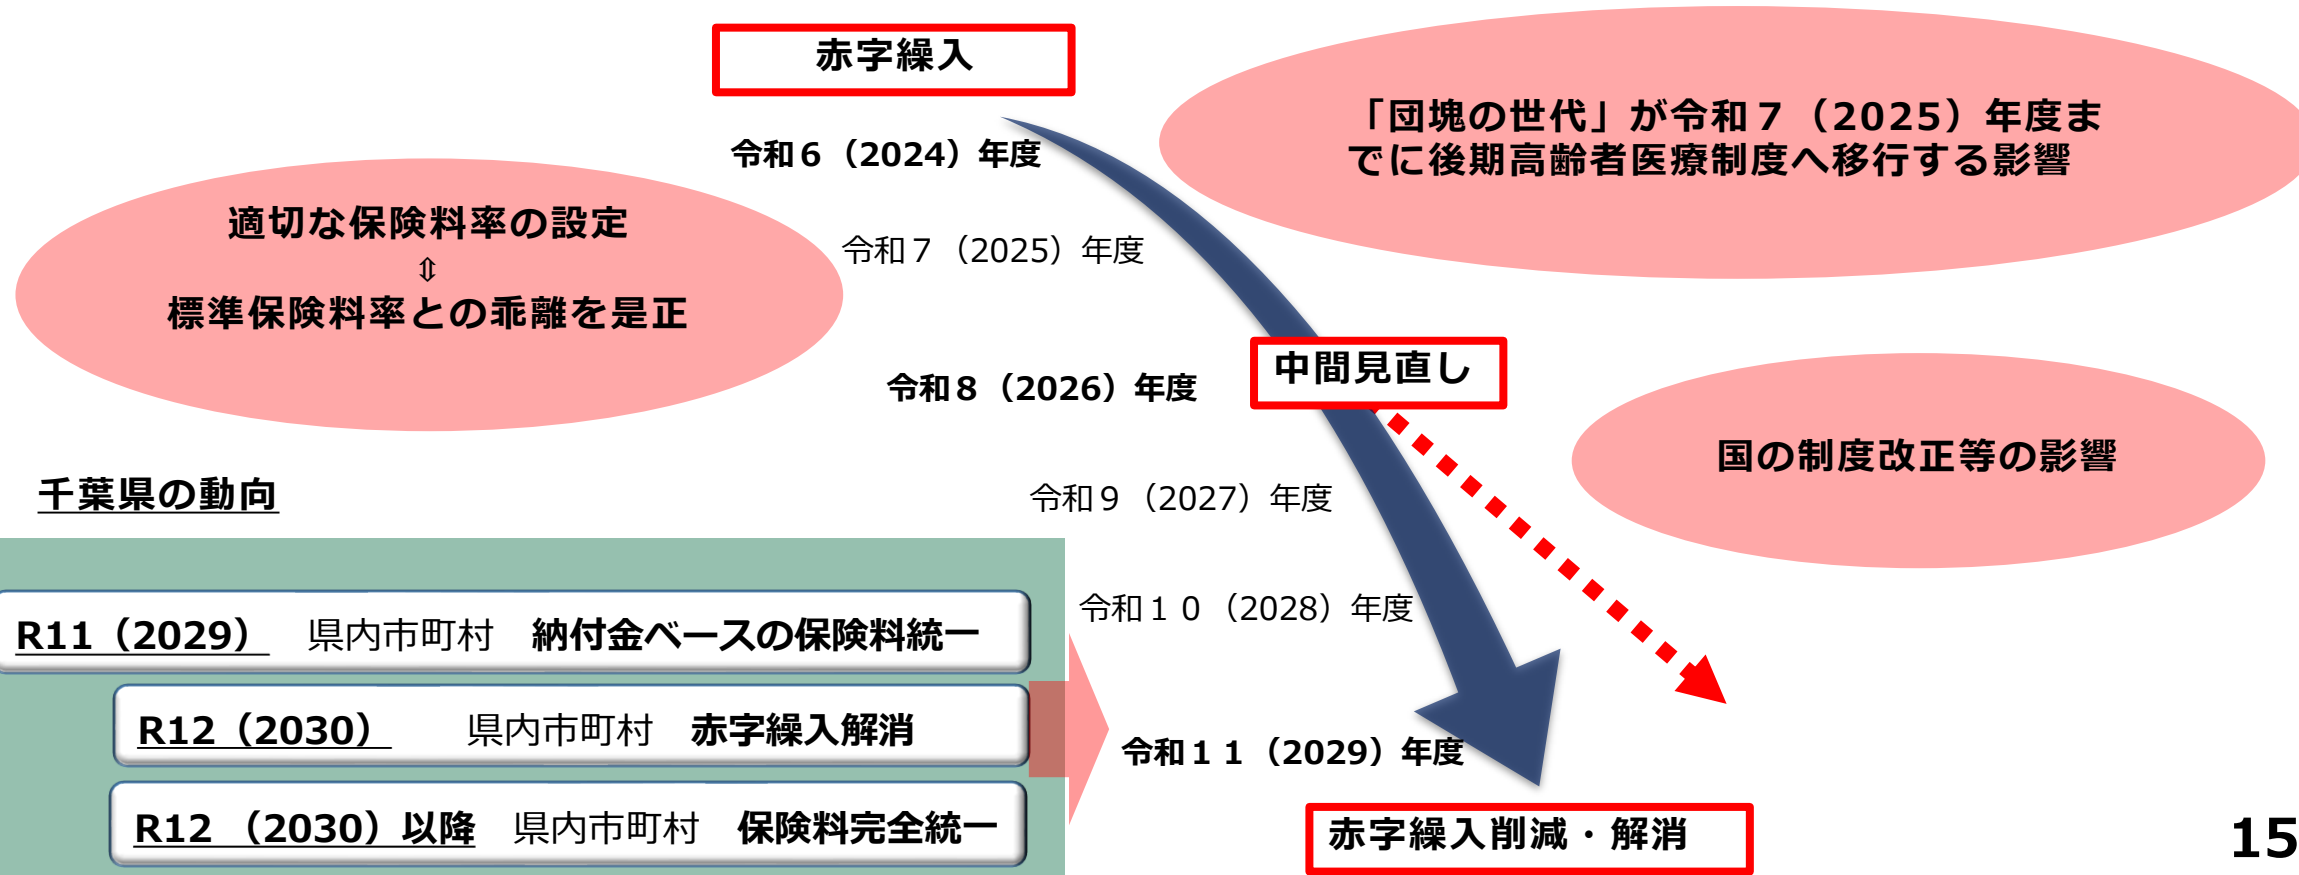 赤字繰入
「団塊の世代」が令和７（2025）年度ま
でに後期高齢者医療制度へ移行する影響
令和６（2024）年度
適切な保険料率の設定
⇕
標準保険料率との乖離を是正
令和７（2025）年度
中間見直し
令和８（2026）年度
国の制度改正等の影響
千葉県の動向
令和９（2027）年度
R11（2029） 県内市町村 納付金ベースの保険料統一
令和１０（2028）年度
R12（2030） 県内市町村 赤字繰入解消
令和１１（2029）年度
R12 （2030）以降 県内市町村 保険料完全統一
赤字繰入削減・解消
15